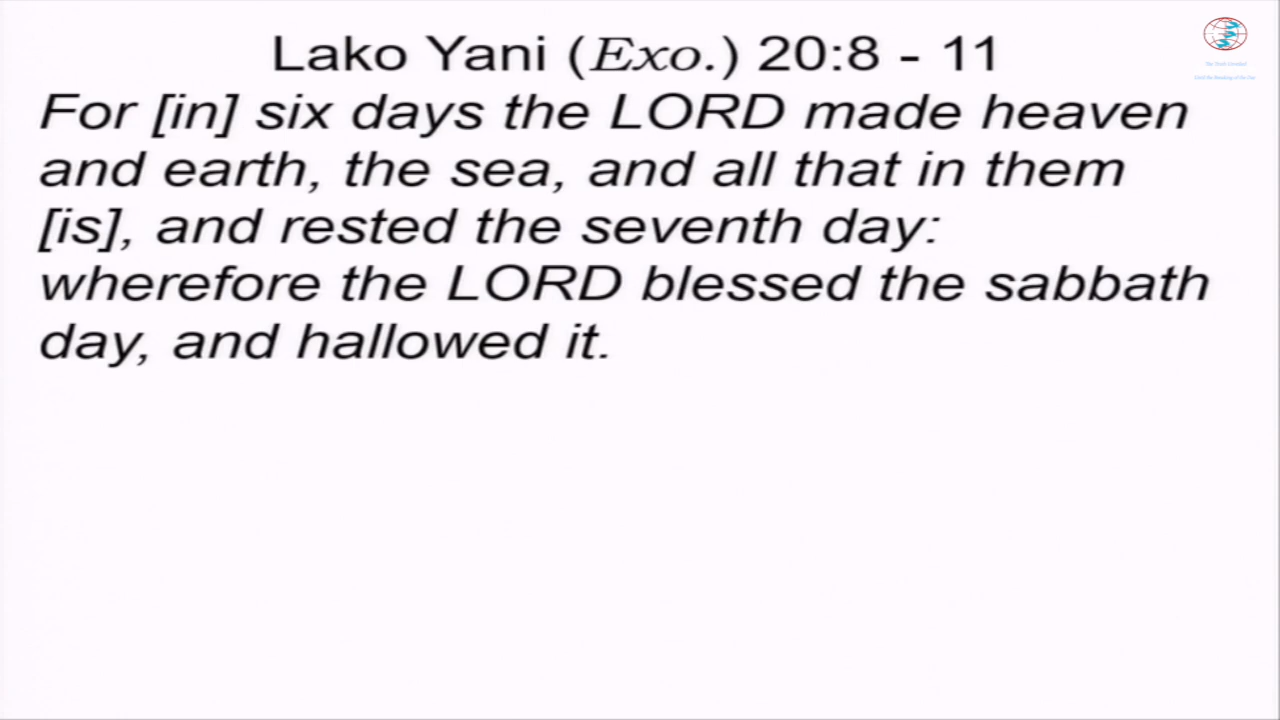 Lako Yani (Exo.) 20:8 - 11
For [in] six days the LORD made heaven
and earth, the sea, and all that in them
[is], and rested the seventh day:
wherefore the LORD blessed the sabbath
day, and hallowed it.